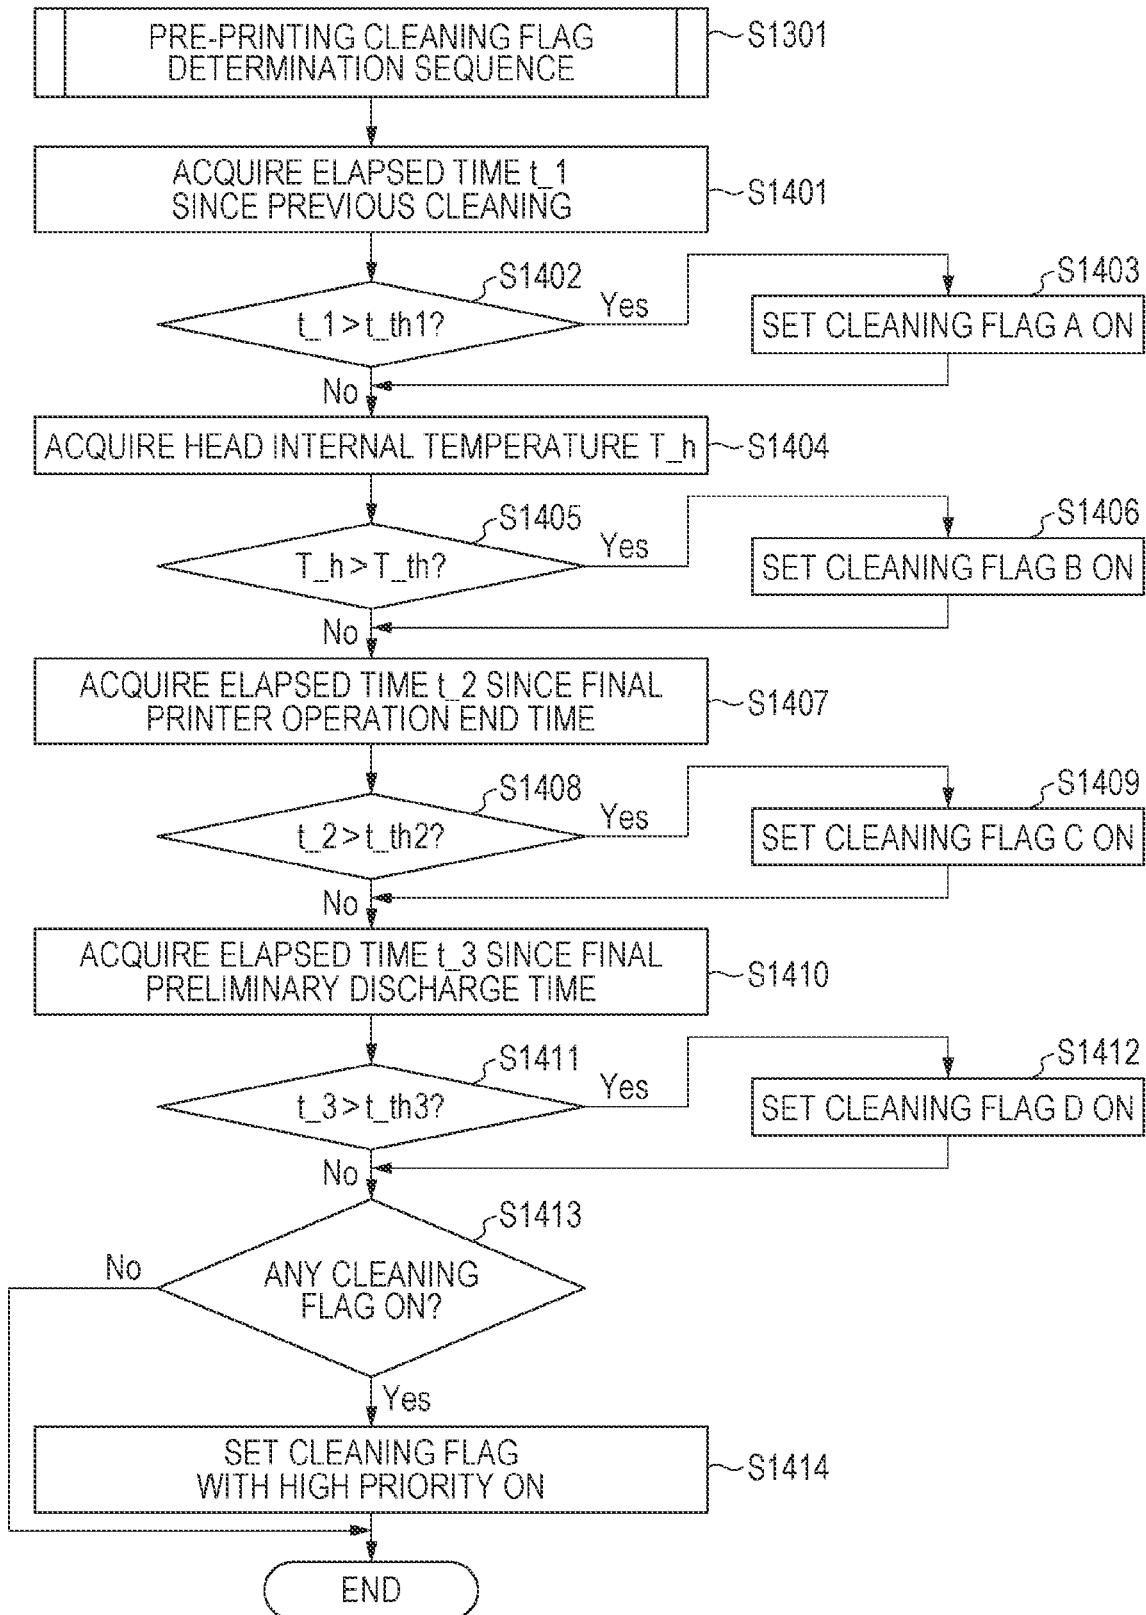 PRE-PRINTING CLEANING FLAG
DETERMINATION SEQUENCE
S1301
ACQUIRE ELAPSED TIME t_1
SINCE PREVIOUS CLEANING
S1401
S1402
t_1 > t_th1?
Yes
S1403
SET CLEANING FLAG A ON
No
ACQUIRE HEAD INTERNAL TEMPERATURE T_h
S1404
S1405
T_h > T_th?
Yes
S1406
SET CLEANING FLAG B ON
No
ACQUIRE ELAPSED TIME t_2 SINCE FINAL
PRINTER OPERATION END TIME
S1407
S1408
t_2 > t_th2?
Yes
S1409
SET CLEANING FLAG C ON
No
ACQUIRE ELAPSED TIME t_3 SINCE FINAL
PRELIMINARY DISCHARGE TIME
S1410
S1411
t_3 > t_th3?
Yes
S1412
SET CLEANING FLAG D ON
No
S1413
ANY CLEANING
FLAG ON?
No
Yes
SET CLEANING FLAG
WITH HIGH PRIORITY ON
S1414
END